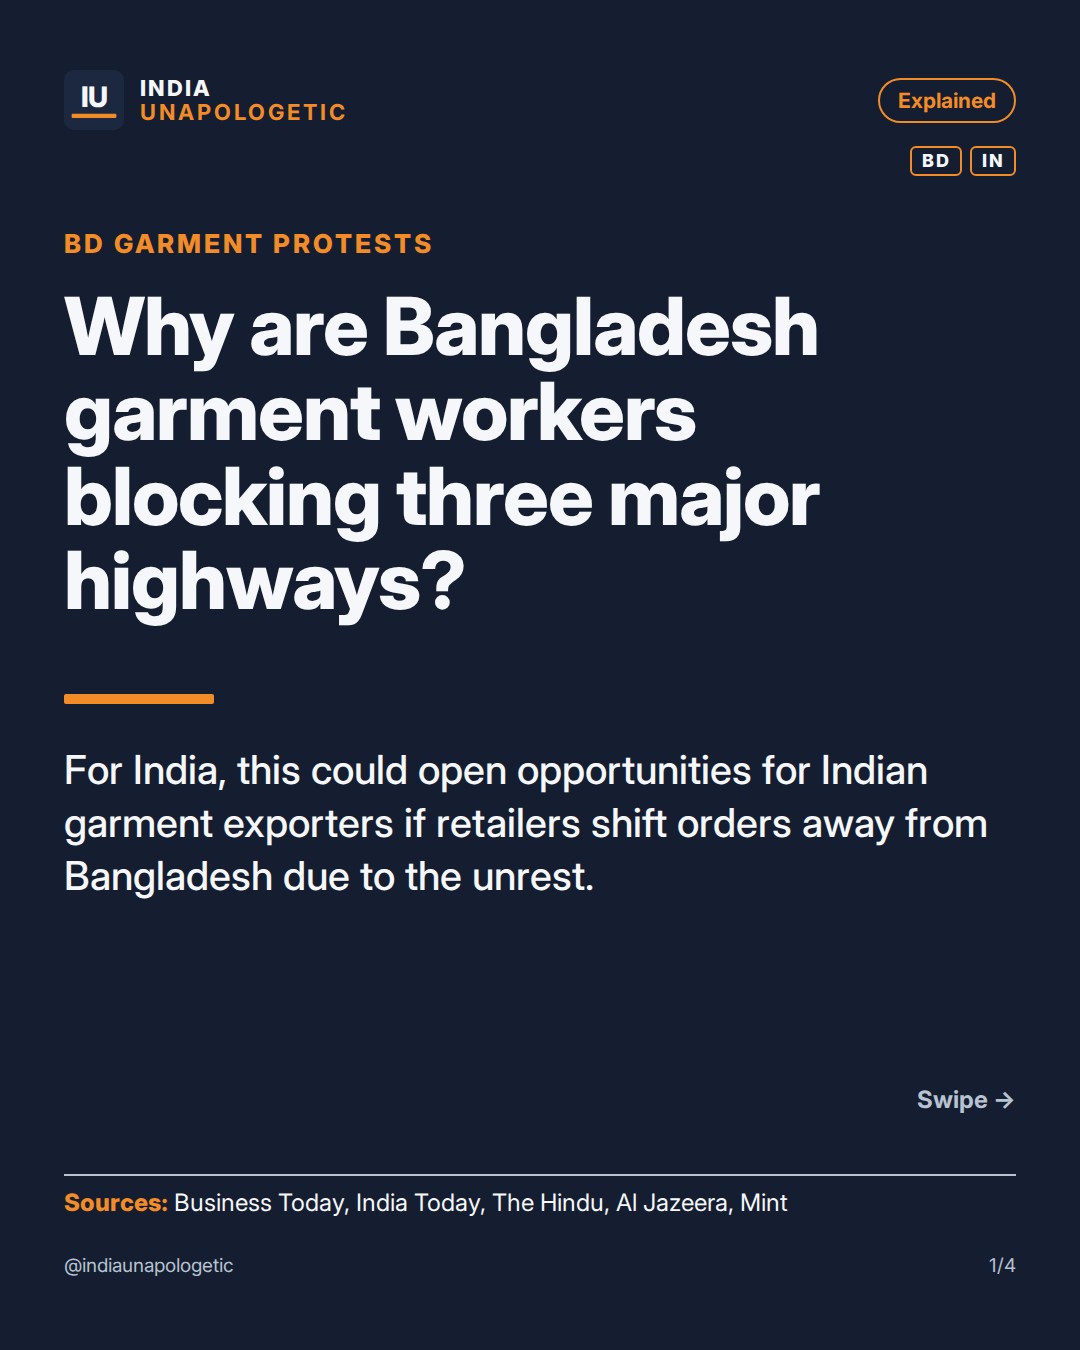 IU
INDIA
UNAPOLOGETIC
Explained
BD IN
BD GARMENT PROTESTS
Why are Bangladesh
garment workers
blocking three major
highways?
For India, this could open opportunities for Indian
garment exporters if retailers shift orders away from
Bangladesh due to the unrest.
Swipe →
Sources: Business Today, India Today, The Hindu, Al Jazeera, Mint
@indiaunapologetic
1/4